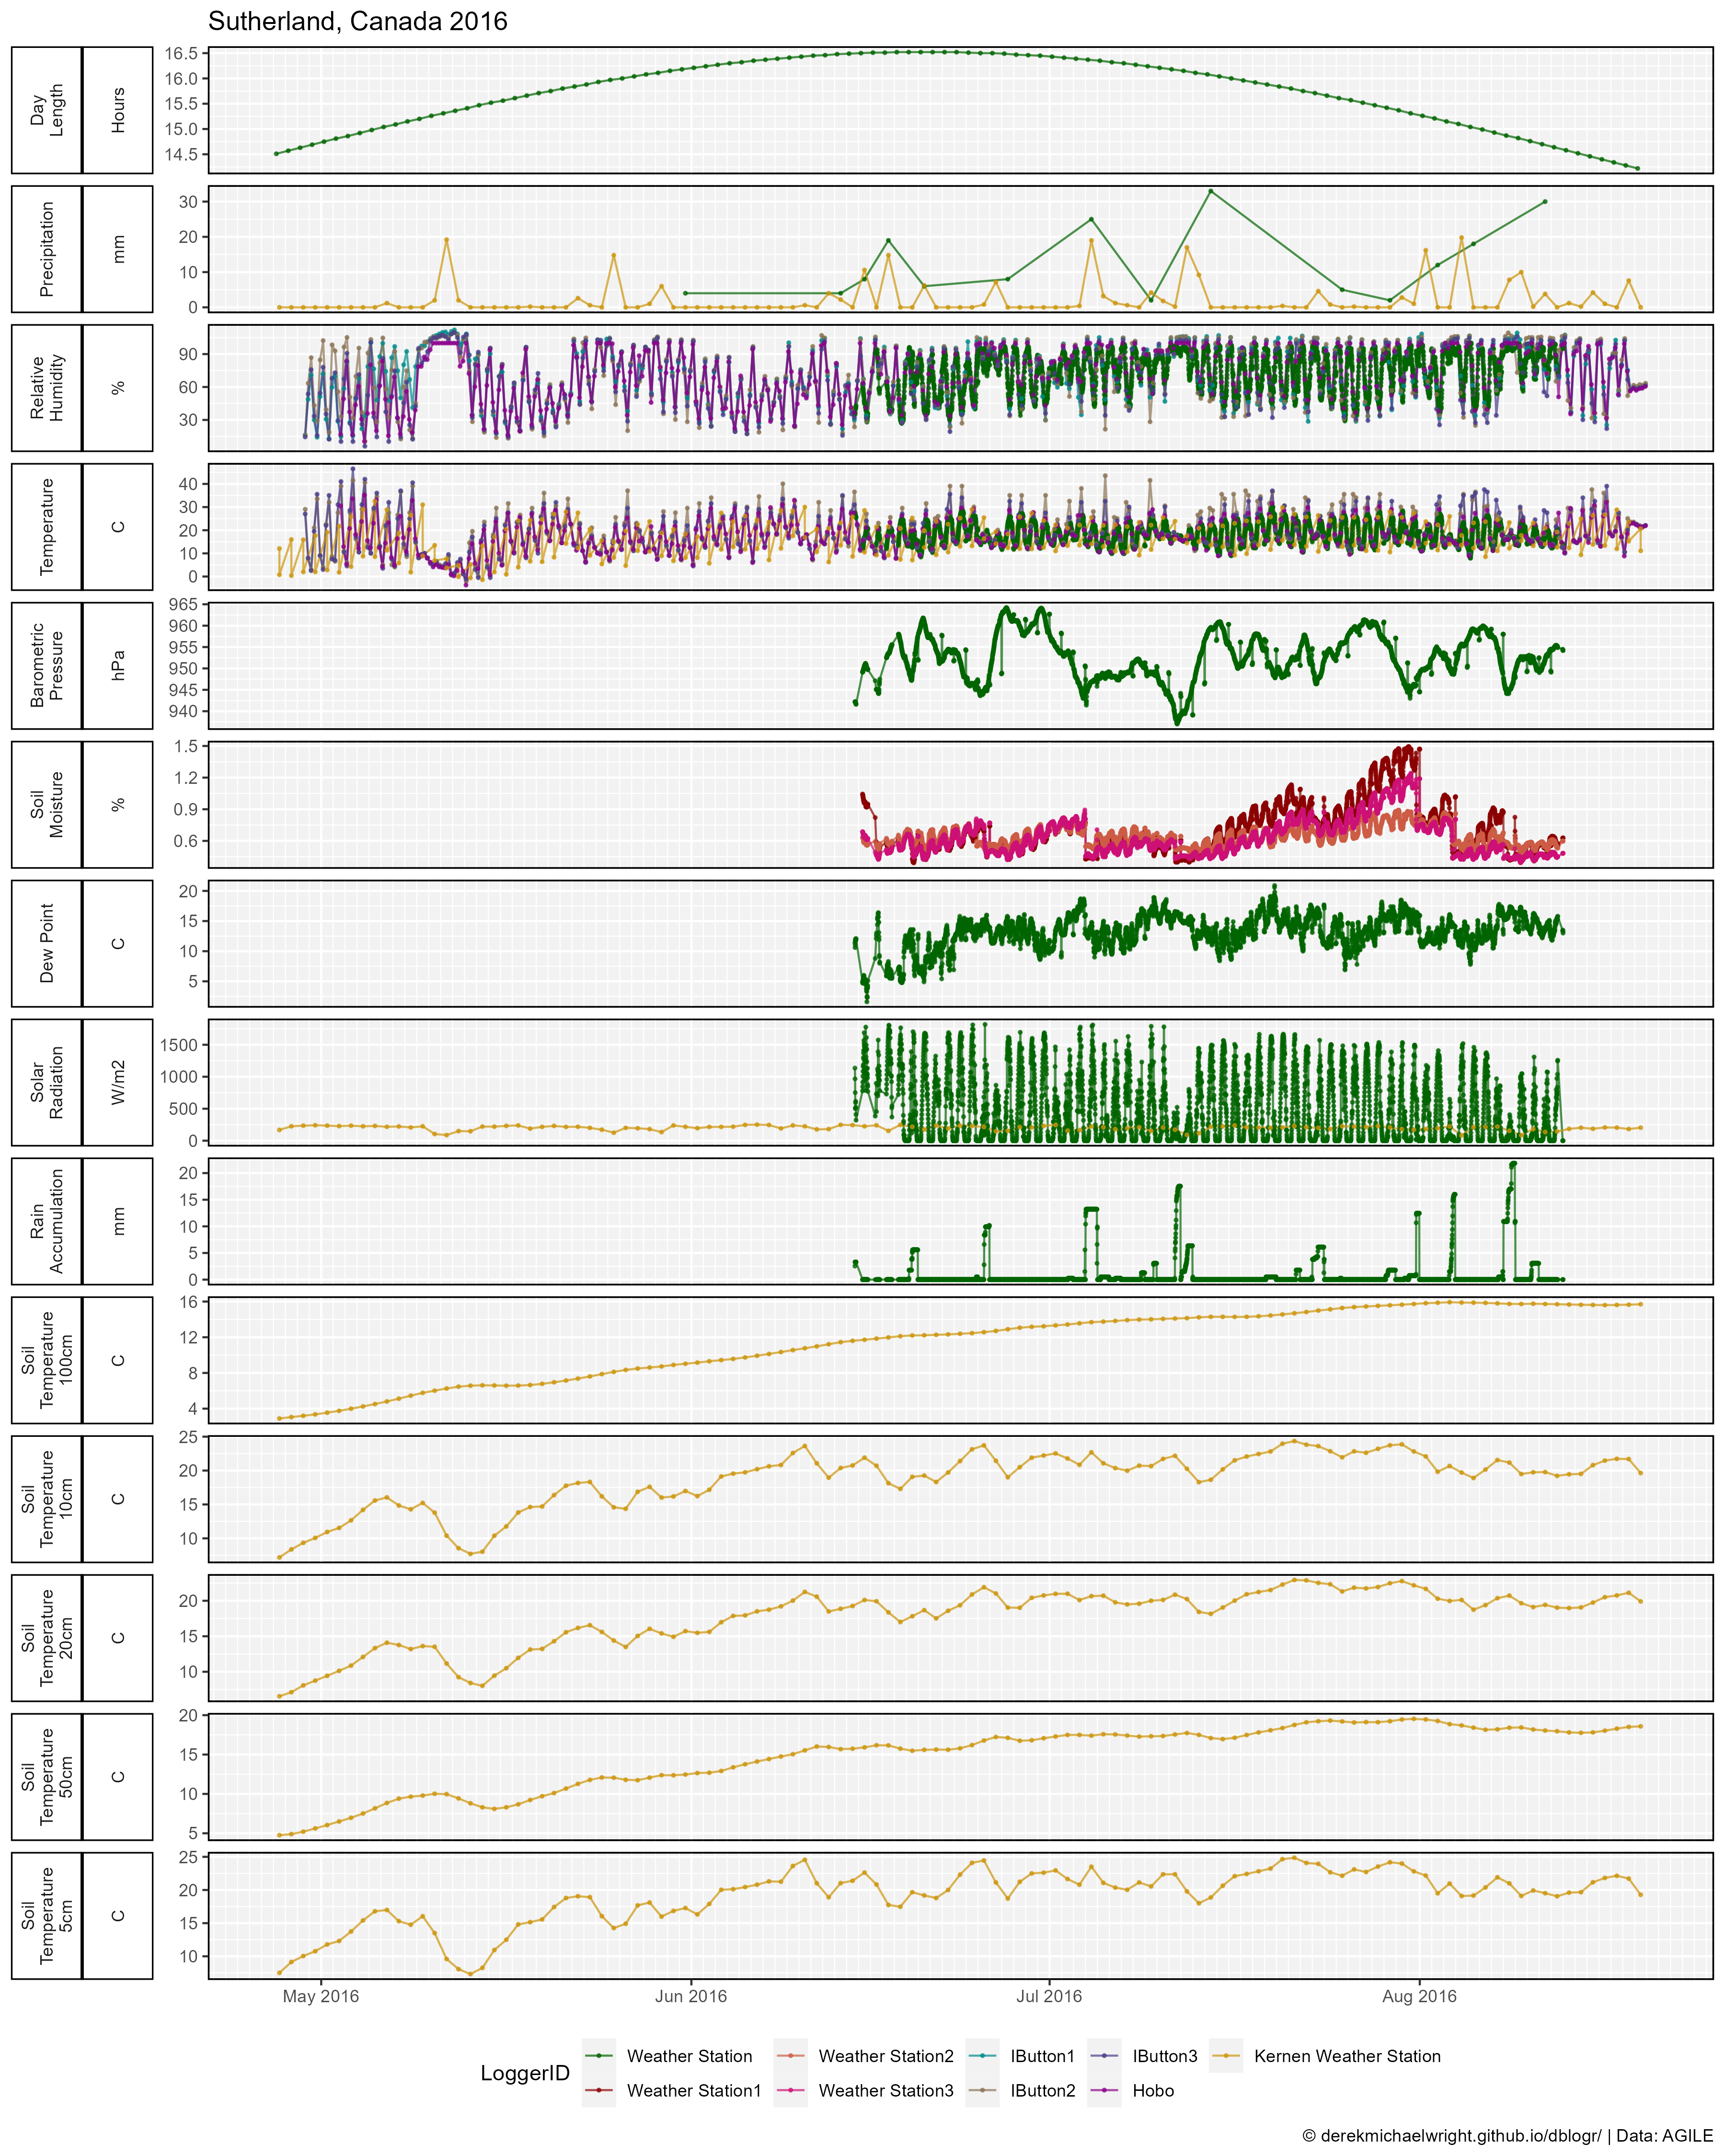 Sutherland, Canada 2016
Day
Length
Hours
16.5
16.0
15.5
15.0
14.5
Precipitation
mm
30
20
10
0
Relative
Humidity
%
90
60
30
Temperature
C
40
30
20
10
0
Barometric
Pressure
hPa
965
960
955
950
945
940
Soil
Moisture
%
1.5
1.2
0.9
0.6
Dew Point
C
20
15
10
5
Solar
Radiation
W/m2
1500
1000
500
0
Rain
Accumulation
mm
20
15
10
5
0
Soil
Temperature
100cm
C
16
12
8
4
Soil
Temperature
10cm
C
25
20
15
10
Soil
Temperature
20cm
C
20
15
10
Soil
Temperature
50cm
C
20
15
10
5
Soil
Temperature
5cm
C
25
20
15
10
May 2016 Jun 2016 Jul 2016 Aug 2016
LoggerID
Weather Station Weather Station2 IButton1 IButton3 Kernen Weather Station
Weather Station1 Weather Station3 IButton2 Hobo
© derekmichaelwright.github.io/dblogr/ | Data: AGILE